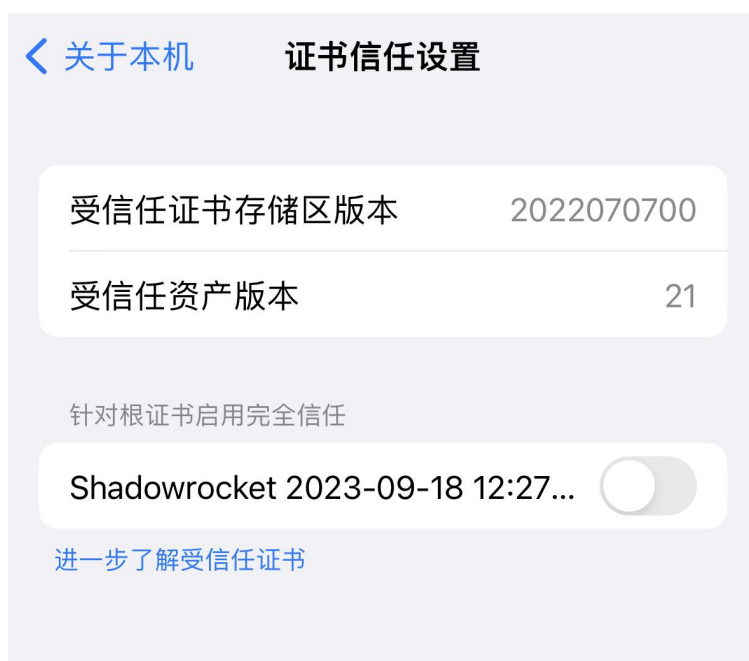 关于本机 证书信任设置
受信任证书存储区版本 2022070700
受信任资产版本 21
针对根证书启用完全信任
Shadowrocket 2023-09-18 12:27...
进一步了解受信任证书